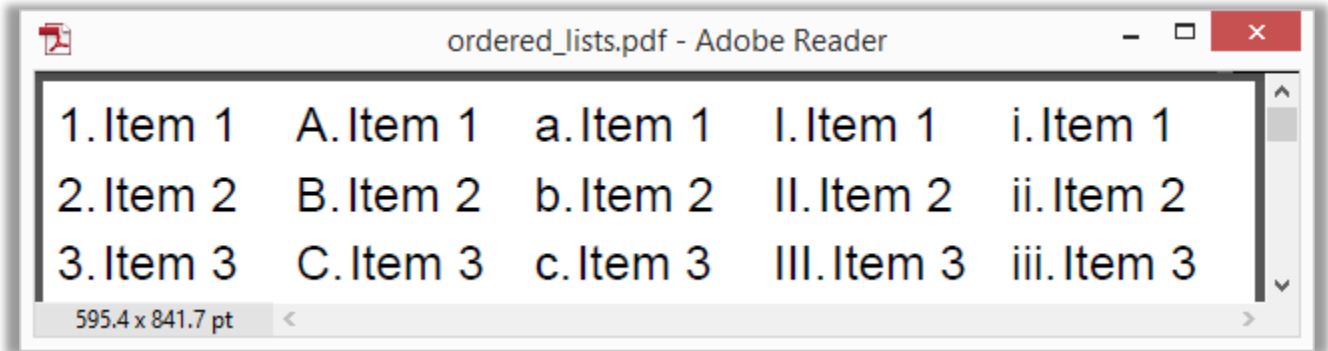 ordered_lists.pdf - Adobe Reader
1. Item 1 A. Item 1 a. Item 1 I. Item 1 i. Item 1
2. Item 2 B. Item 2 b. Item 2 II. Item 2 ii. Item 2
3. Item 3 C. Item 3 c. Item 3 III. Item 3 iii. Item 3
595.4 x 841.7 pt